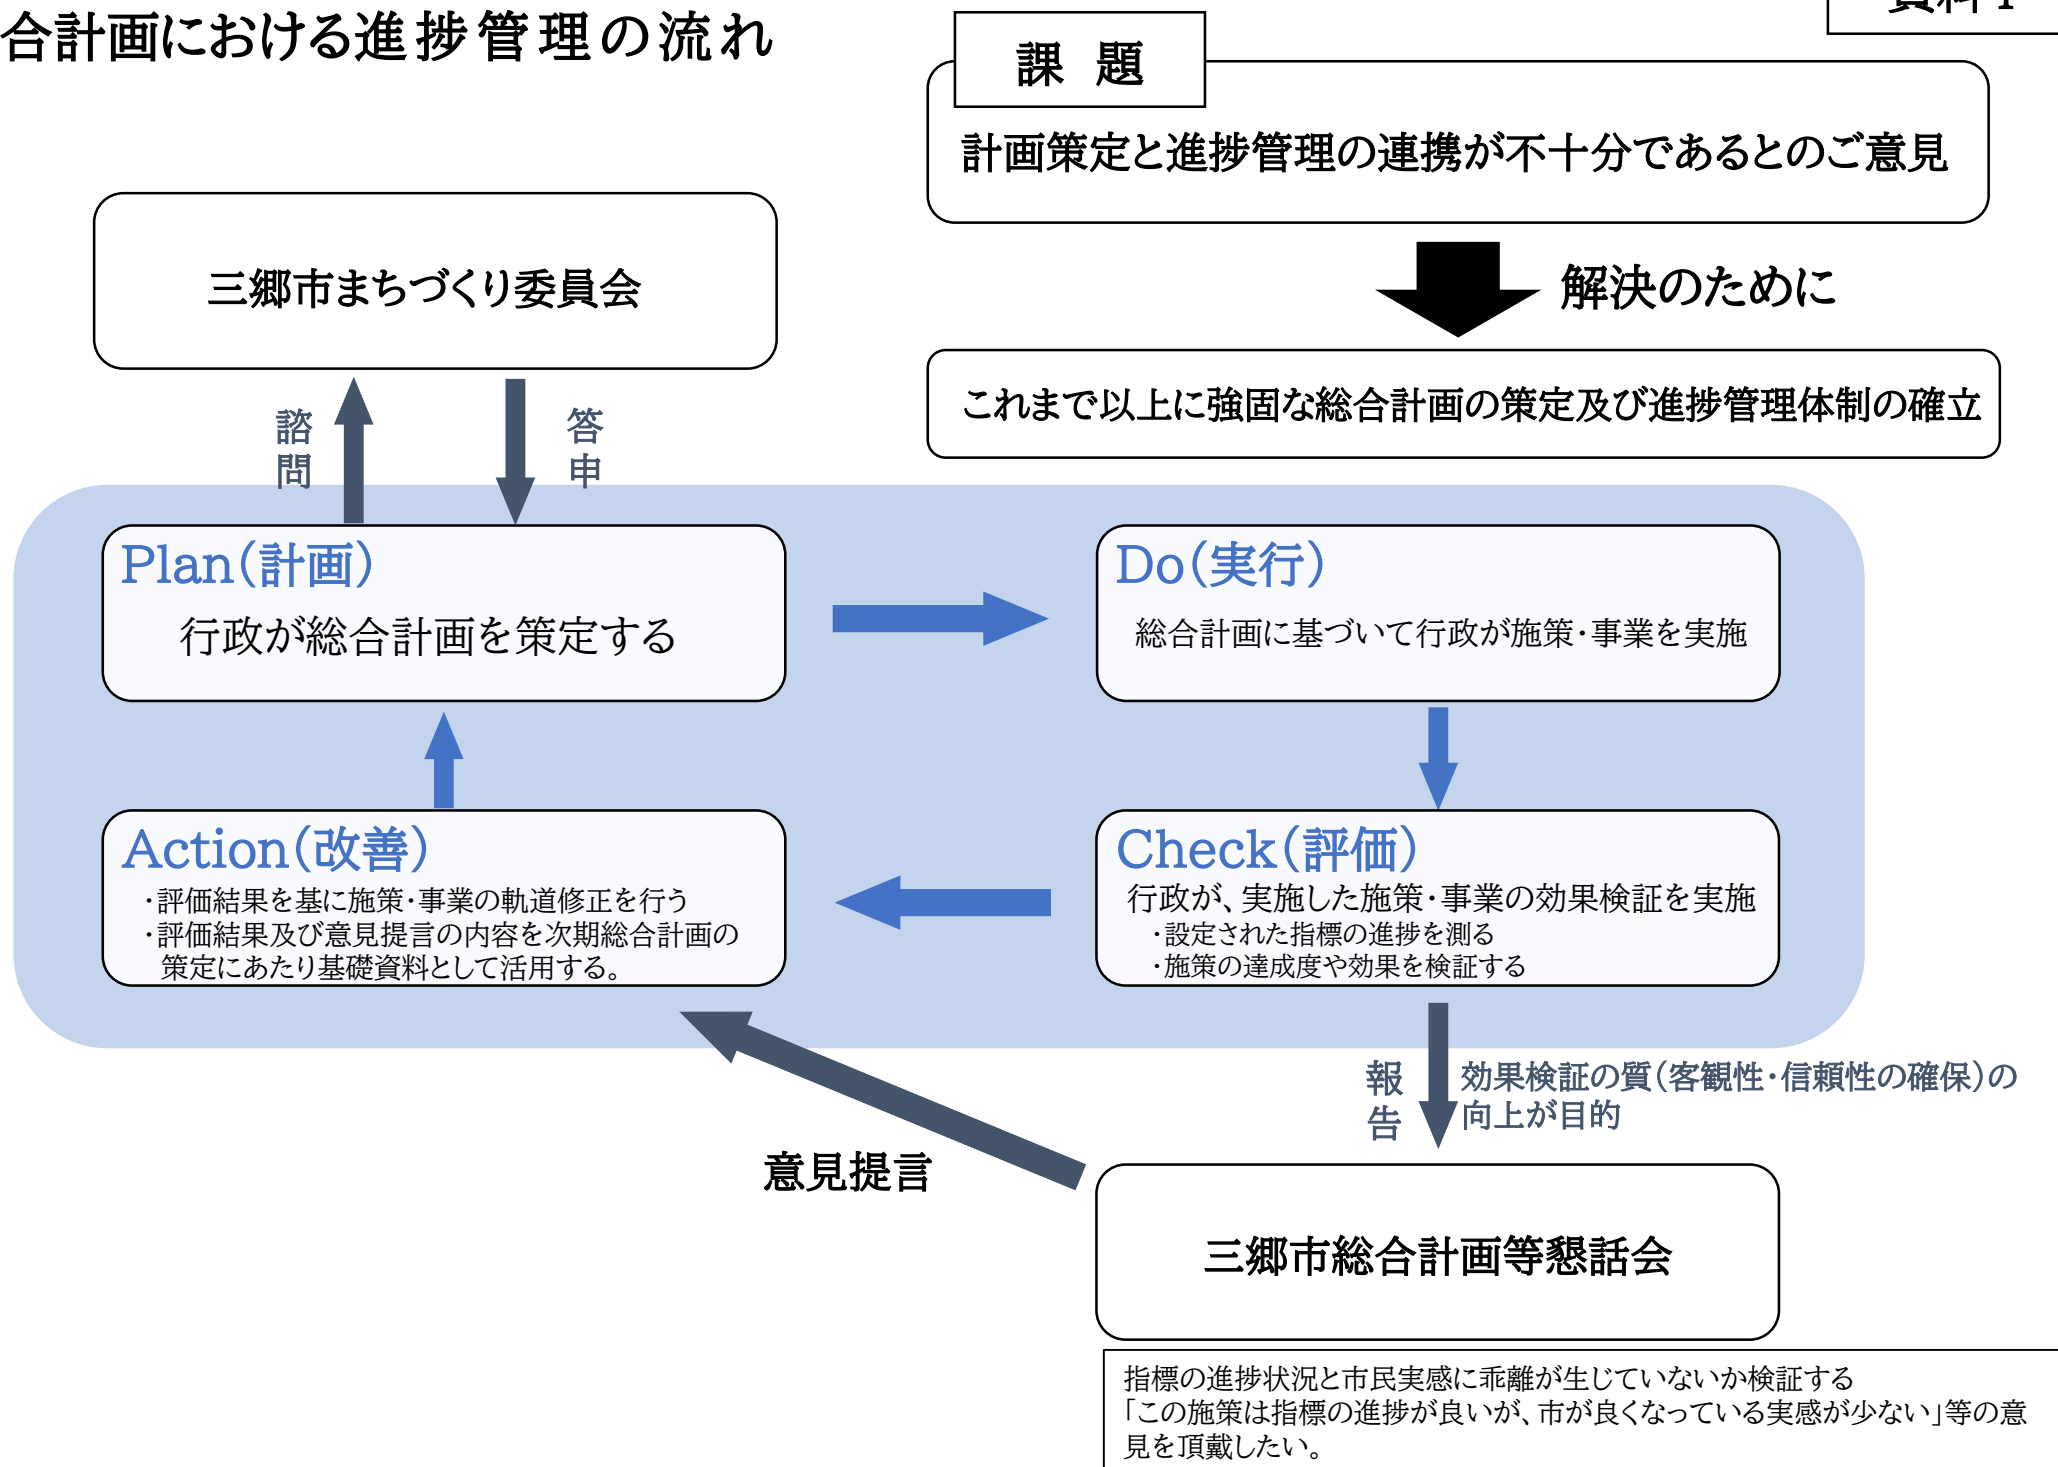 合計画における進捗管理の流れ
資料1
課 題
計画策定と進捗管理の連携が不十分であるとのご意見
解決のために
これまで以上に強固な総合計画の策定及び進捗管理体制の確立
三郷市まちづくり委員会
諮問
答申
Plan(計画)
行政が総合計画を策定する
Do(実行)
総合計画に基づいて行政が施策・事業を実施
Check(評価)
行政が、実施した施策・事業の効果検証を実施
・設定された指標の進捗を測る
・施策の達成度や効果を検証する
Action(改善)
・評価結果を基に施策・事業の軌道修正を行う
・評価結果及び意見提言の内容を次期総合計画の
策定にあたり基礎資料として活用する。
報告
効果検証の質(客観性・信頼性の確保)の
向上が目的
意見提言
三郷市総合計画等懇話会
指標の進捗状況と市民実感に乖離が生じていないか検証する
「この施策は指標の進捗が良いが、市が良くなっている実感が少ない」等の意
見を頂戴したい。